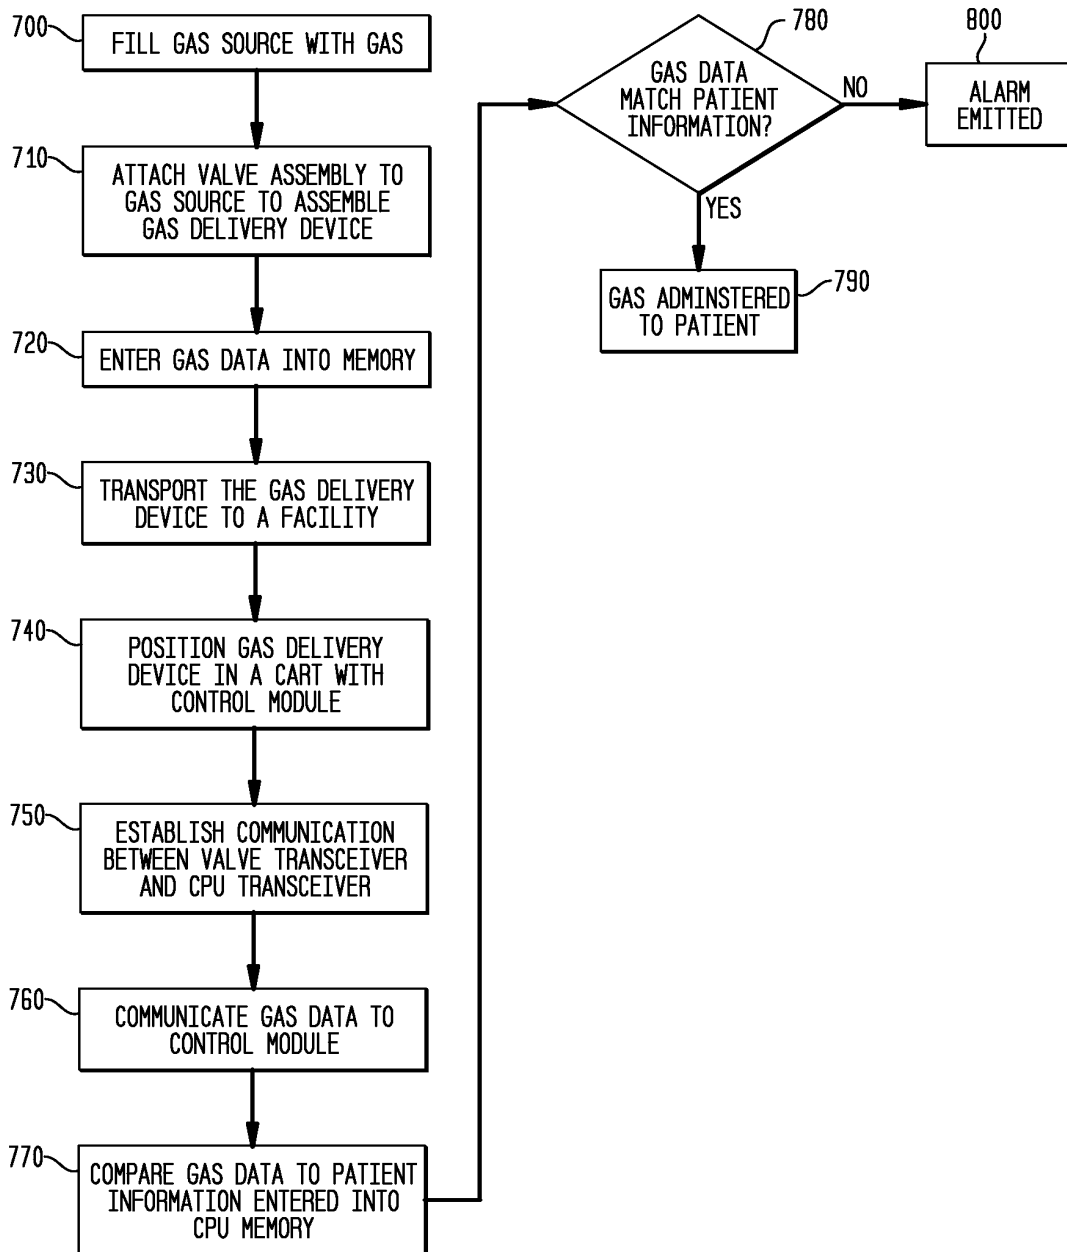 700
FILL GAS SOURCE WITH GAS
710
ATTACH VALVE ASSEMBLY TO
GAS SOURCE TO ASSEMBLE
GAS DELIVERY DEVICE
720
ENTER GAS DATA INTO MEMORY
730
TRANSPORT THE GAS DELIVERY
DEVICE TO A FACILITY
740
POSITION GAS DELIVERY
DEVICE IN A CART WITH
CONTROL MODULE
750
ESTABLISH COMMUNICATION
BETWEEN VALVE TRANSCEIVER
AND CPU TRANSCEIVER
760
COMMUNICATE GAS DATA TO
CONTROL MODULE
770
COMPARE GAS DATA TO PATIENT
INFORMATION ENTERED INTO
CPU MEMORY
780
GAS DATA
MATCH PATIENT
INFORMATION?
NO
YES
800
ALARM
EMITTED
790
GAS ADMINSTERED
TO PATIENT